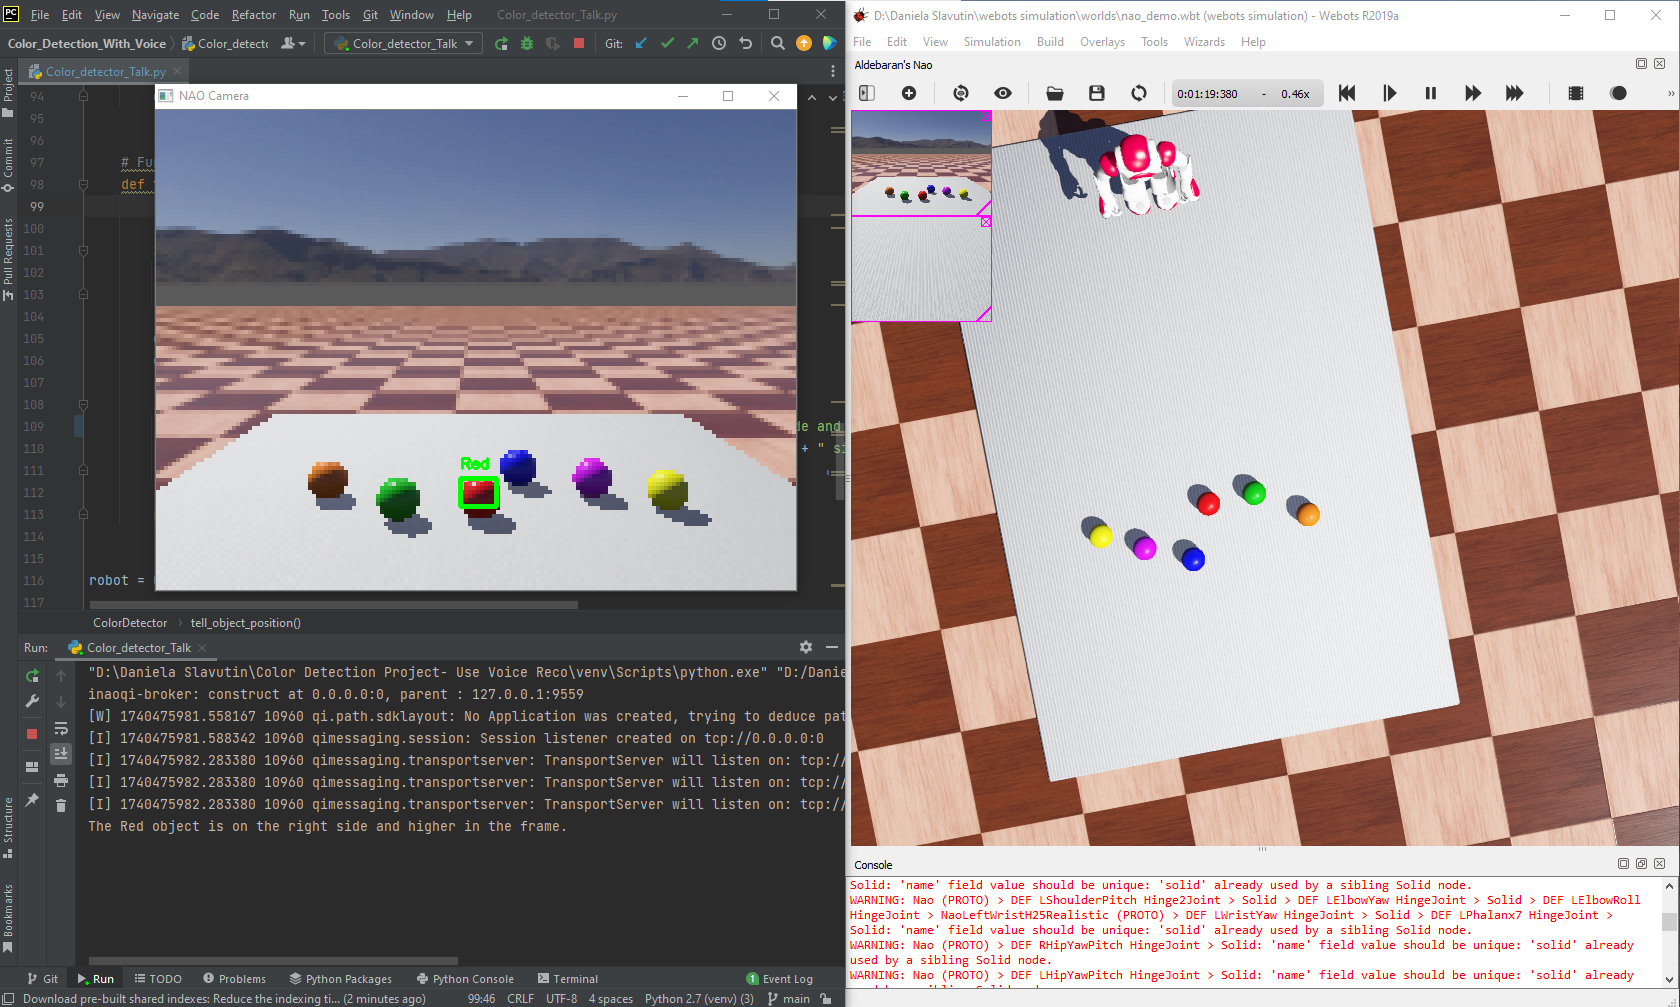 PC File Edit View Navigate Code Refactor Run Tools Git Window Help Color_detector_Talk.py
Color_Detection_With_Voice Color_detectc Color_detector_Talk Git:
Color_detector_Talk.py
Project
Commit
Pull Requests
NAO Camera
94
95
96
97 # Fu
98 def
99
100
101
102
103
104
105
106
107
108
109 de and
110 + " si
111
112
113
114
115
116 robot =
117
Red
ColorDetector tell_object_position()
Run: Color_detector_Talk
"D:\Daniela Slavutin\Color Detection Project- Use Voice Reco\venv\Scripts\python.exe" "D:/Danie
inaoqi-broker: construct at 0.0.0.0:0, parent : 127.0.0.1:9559
[W] 1740475981.558167 10960 qi.path.sdklayout: No Application was created, trying to deduce pat
[I] 1740475981.588342 10960 qimessaging.session: Session listener created on tcp://0.0.0.0:0
[I] 1740475982.283380 10960 qimessaging.transportserver: TransportServer will listen on: tcp://
[I] 1740475982.283380 10960 qimessaging.transportserver: TransportServer will listen on: tcp://
[I] 1740475982.283380 10960 qimessaging.transportserver: TransportServer will listen on: tcp://
The Red object is on the right side and higher in the frame.
Structure
Bookmarks
Git Run TODO Problems Python Packages Python Console Terminal 1 Event Log
Download pre-built shared indexes: Reduce the indexing ti... (2 minutes ago) 99:46 CRLF UTF-8 4 spaces Python 2.7 (venv) (3) main
D:\Daniela Slavutin\webots simulation\worlds\nao_demo.wbt (webots simulation) - Webots R2019a
File Edit View Simulation Build Overlays Tools Wizards Help
Aldebaran's Nao
0:01:19:380 - 0.46x
Console
Solid: 'name' field value should be unique: 'solid' already used by a sibling Solid node.
WARNING: Nao (PROTO) > DEF LShoulderPitch Hinge2Joint > Solid > DEF LElbowYaw HingeJoint > Solid > DEF LElbowRoll
HingeJoint > NaoLeftWristH25Realistic (PROTO) > DEF LWristYaw HingeJoint > Solid > DEF LPhalanx7 HingeJoint >
Solid: 'name' field value should be unique: 'solid' already used by a sibling Solid node.
WARNING: Nao (PROTO) > DEF RHipYawPitch HingeJoint > Solid: 'name' field value should be unique: 'solid' already
used by a sibling Solid node.
WARNING: Nao (PROTO) > DEF LHipYawPitch HingeJoint > Solid: 'name' field value should be unique: 'solid' already